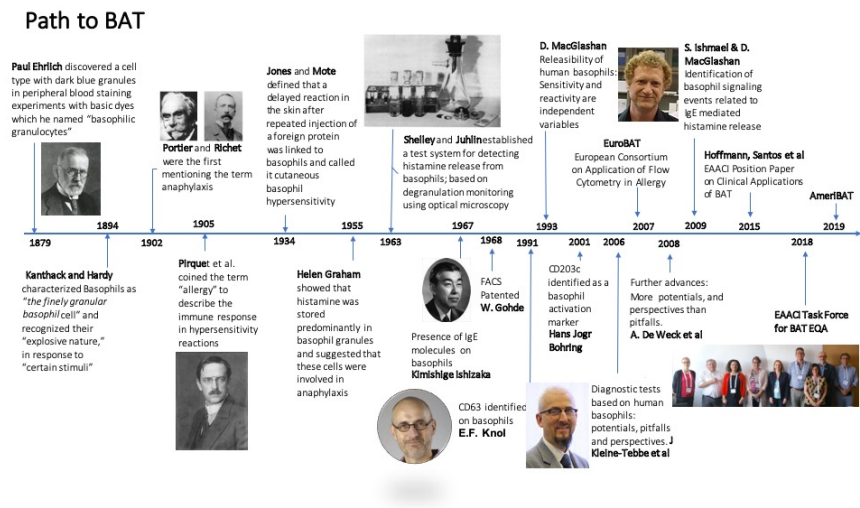 Path to BAT
Paul Ehrlich discovered a cell
type with dark blue granules
in peripheral blood staining
experiments with basic dyes
which he named "basophilic
granulocytes"
Portier and Richet
were the first
mentioning the term
anaphylaxis
Jones and Mote
defined that a
delayed reaction in
the skin after
repeated injection of
a foreign protein
was linked to
basophils and called
it cutaneous
basophil
hypersensitivity
Shelley and Juhlin established
a test system for detecting
histamine release from
basophils; based on
degranulation monitoring
using optical microscopy
D. MacGlashan
Releasibility of
human basophils:
Sensitivity and
reactivity are
independent
variables
EuroBAT
European Consortium
on Application of Flow
Cytometry in Allergy
S. Ishmael & D.
MacGlashan
Identification of
basophil signaling
events related to
IgE mediated
histamine release
Hoffmann, Santos et al
EAACI Position Paper
on Clinical Applications
of BAT
AmeriBAT
1894
1905
1955
1967
1993
2007
2009
2015
2019
1879
1902
1934
1963
1968
1991
2001
2006
2008
2018
Kanthack and Hardy
characterized Basophils as
"the finely granular
basophil cell" and
recognized their
"explosive nature,"
in response to
"certain stimuli"
Pirquet et al.
coined the term
"allergy" to
describe the
immune response
in hypersensitivity
reactions
Helen Graham
showed that
histamine was
stored
predominantly in
basophil granules
and suggested that
these cells were
involved in
anaphylaxis
Presence of IgE
molecules on
basophils
Kimishige Ishizaka
FACS
Patented
W. Gohde
CD63 identified
on basophils
E.F. Knol
CD203c
identified as a
basophil
activation
marker
Hans Jogr
Bohring
Diagnostic tests
based on human
basophils:
potentials, pitfalls
and perspectives. J
Kleine-Tebbe et al
Further advances:
More potentials, and
perspectives than
pitfalls.
A. De Weck et al
EAACI Task Force
for BAT EQA